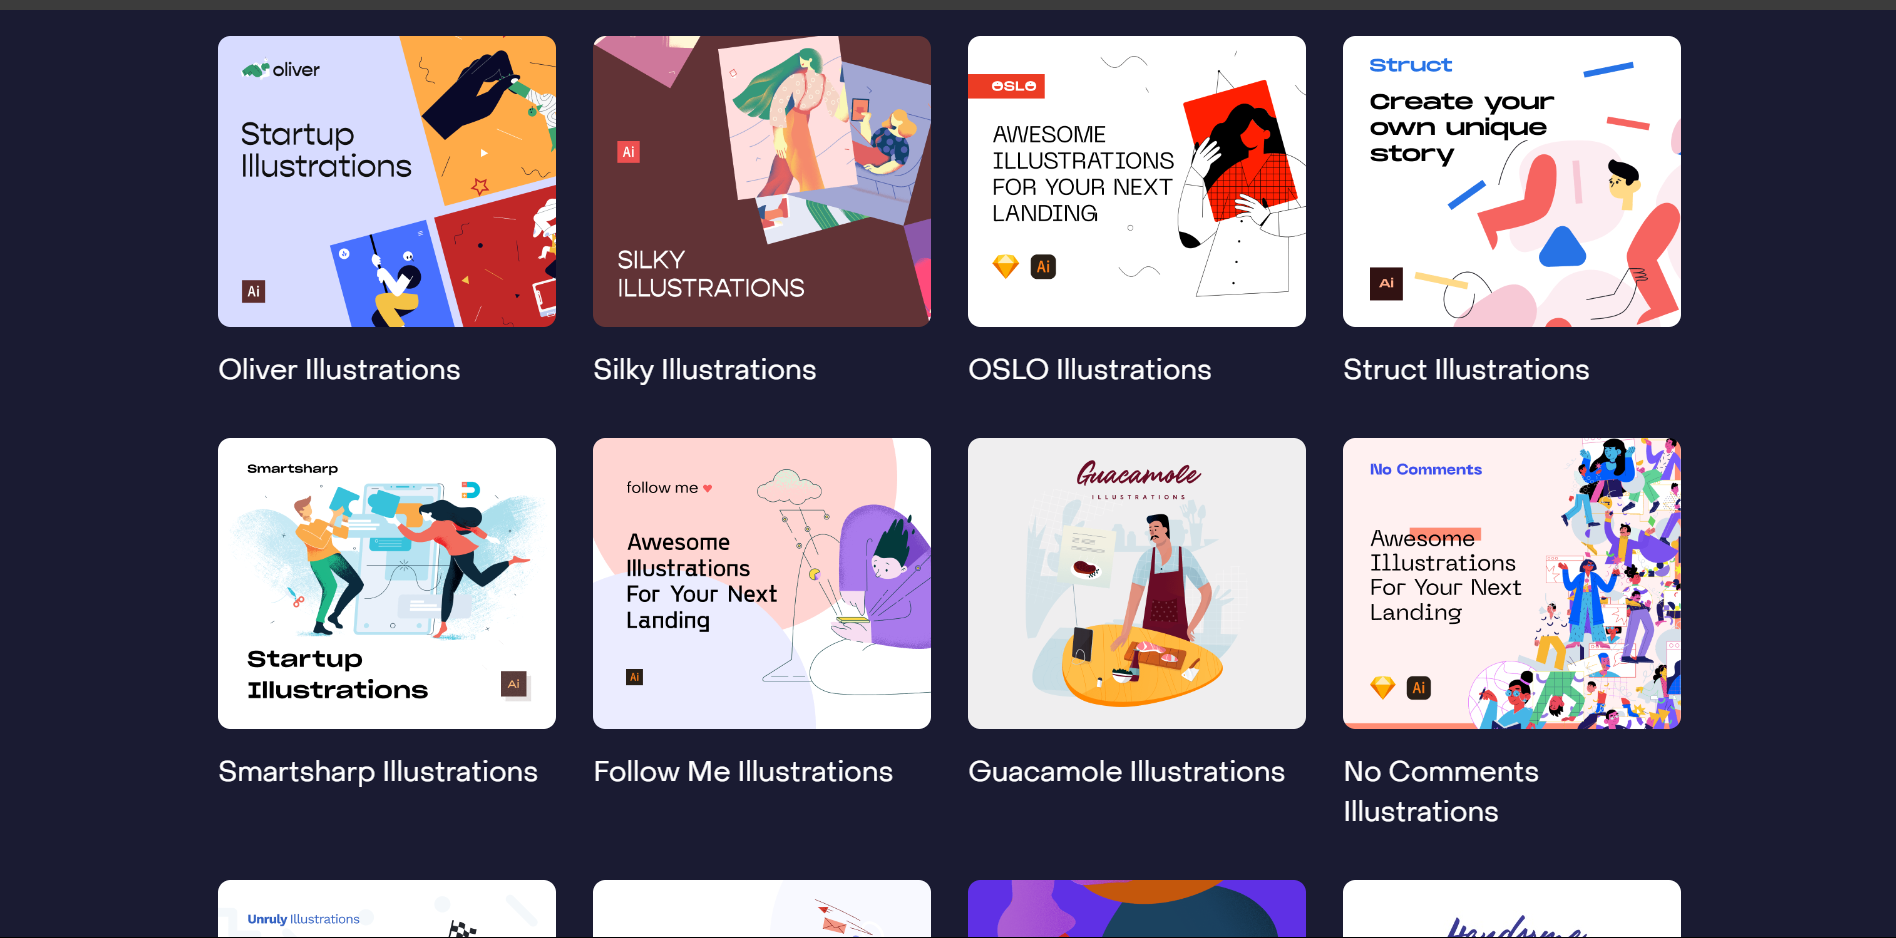 oliver
Startup
Illustrations
Ai
Ai
SILKY
ILLUSTRATIONS
OSLO
AWESOME
ILLUSTRATIONS
FOR YOUR NEXT
LANDING
Ai
Struct
Create your
own unique
story
Ai
Oliver Illustrations
Silky Illustrations
OSLO Illustrations
Struct Illustrations
Smartsharp
Startup
Illustrations
Ai
follow me
Awesome
Illustrations
For Your Next
Landing
Ai
Guacamole
ILLUSTRATIONS
No Comments
Awesome
Illustrations
For Your Next
Landing
Ai
Smartsharp Illustrations
Follow Me Illustrations
Guacamole Illustrations
No Comments
Illustrations
Unruly Illustrations
Handsome